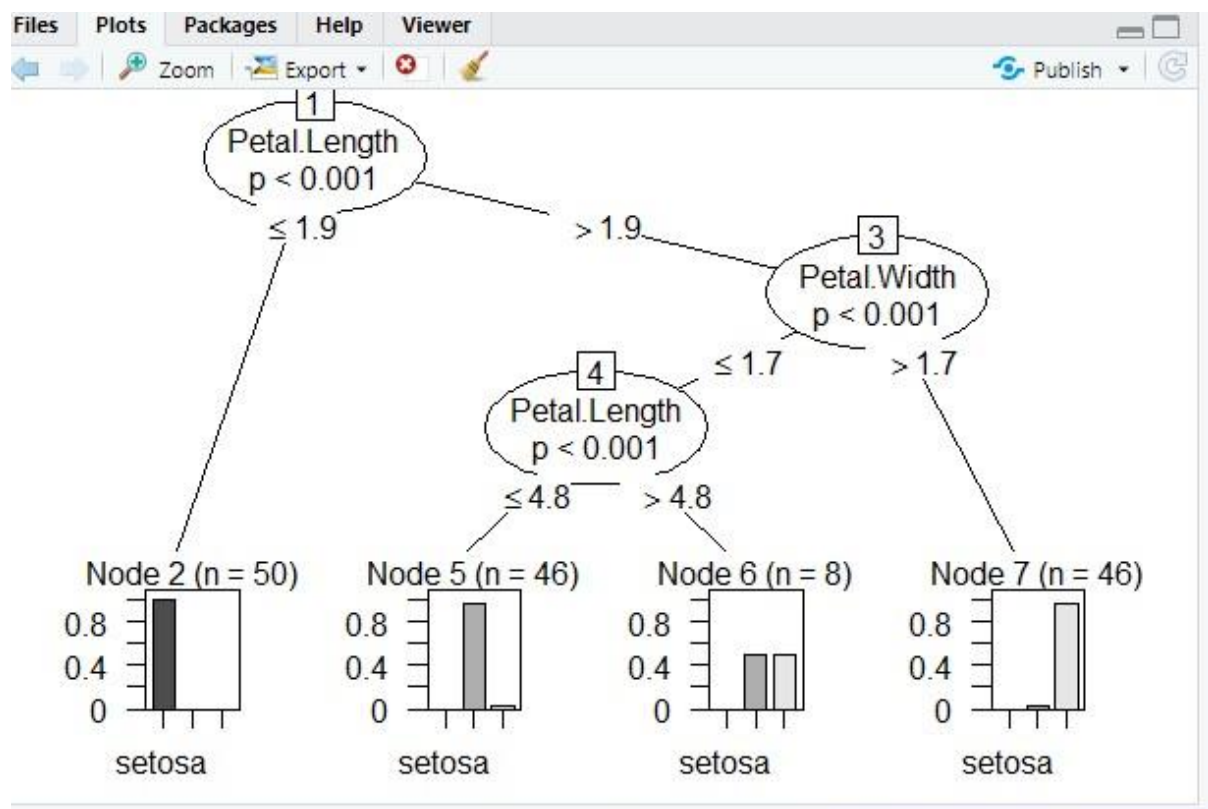 Files Plots Packages Help Viewer
Zoom Export Publish
1
Petal.Length
p < 0.001
≤ 1.9 > 1.9
3
Petal.Width
p < 0.001
≤ 1.7 > 1.7
4
Petal.Length
p < 0.001
≤ 4.8 > 4.8
Node 2 (n = 50) Node 5 (n = 46) Node 6 (n = 8) Node 7 (n = 46)
0.8 0.8 0.8 0.8
0.4 0.4 0.4 0.4
0 0 0 0
setosa setosa setosa setosa